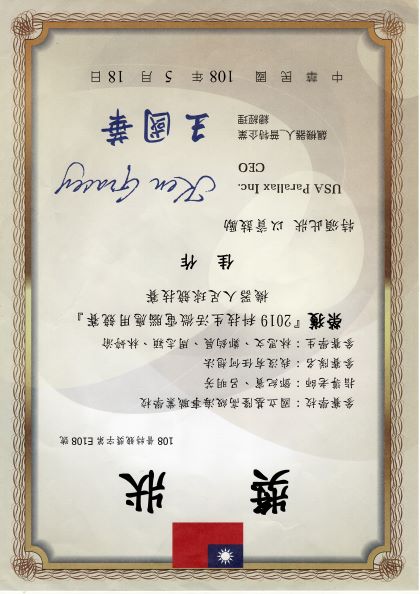 獎 狀
108 普特競獎字第 E108 號
參賽學校：國立基隆高級海事職業學校
指導老師：鄧紀賓、呂明芳
參賽隊名：我沒有任何想法
參賽學生：林思文、鄭鈞晨、周志穎、林婷渝
榮獲『2019 科技生活微電腦應用競賽』
機器人足球競技賽
佳 作
特頒此狀 以資鼓勵
USA Parallax Inc.
CEO
Ken Gracey
飆機器人_普特企業
總經理
王國華
中 華 民 國 108 年 5 月 18 日